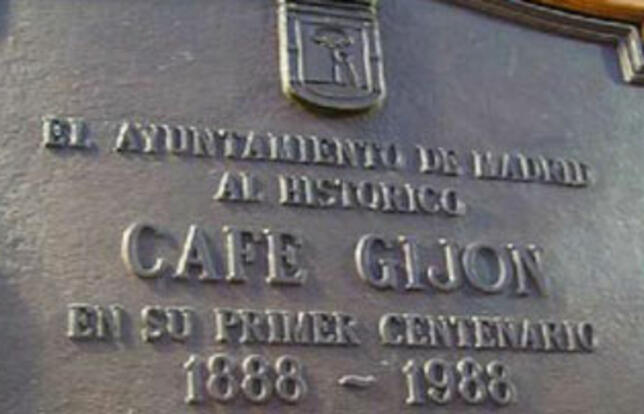 EL AYUNTAMIENTO DE MADRID
AL HISTORICO
CAFE GIJON
EN SU PRIMER CENTENARIO
1888 ~ 1988